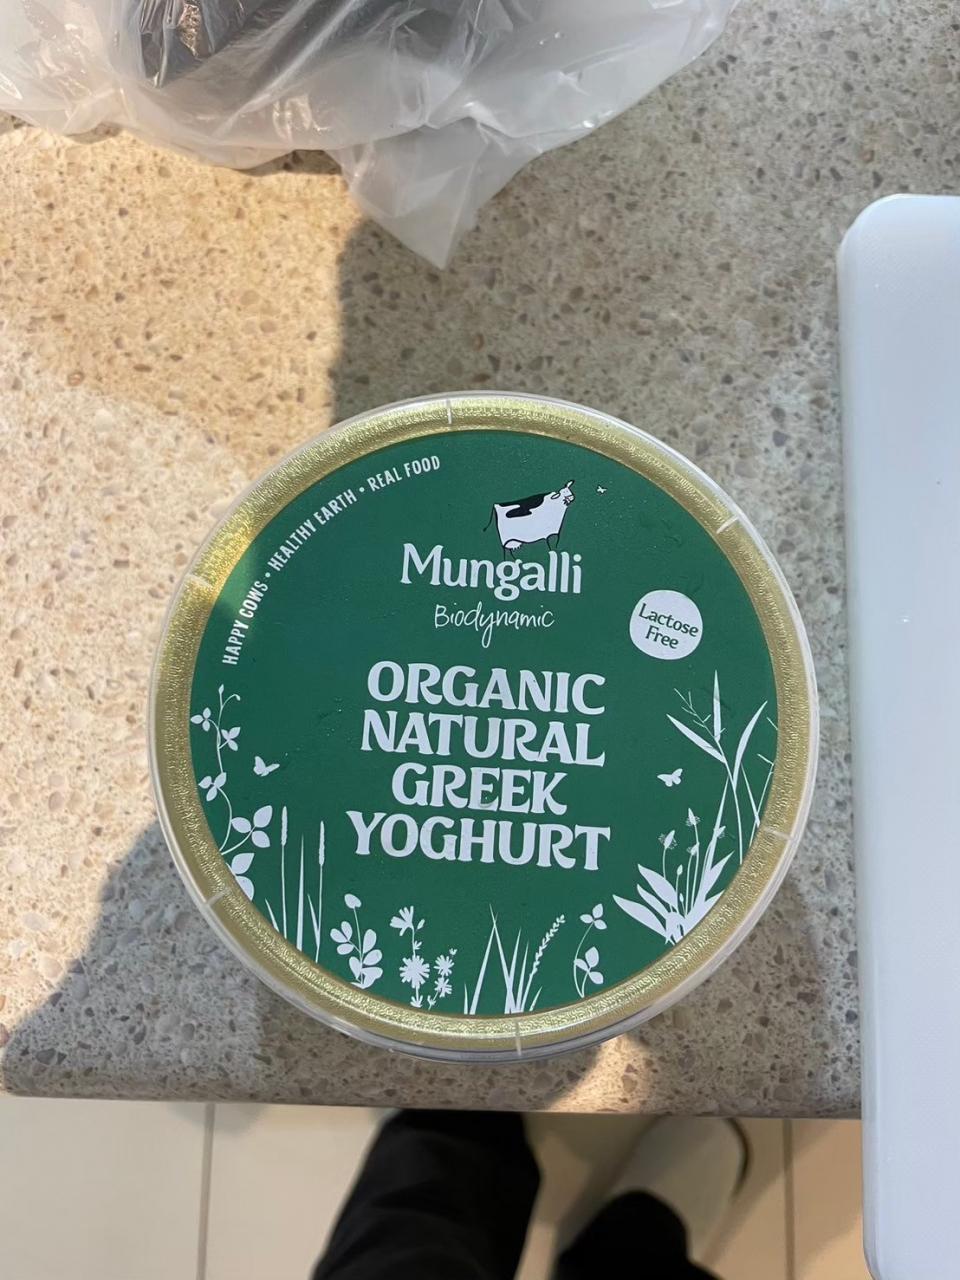 HAPPY COWS • HEALTHY EARTH • REAL FOOD
Mungalli
Biodynamic
Lactose
Free
ORGANIC
NATURAL
GREEK
YOGHURT